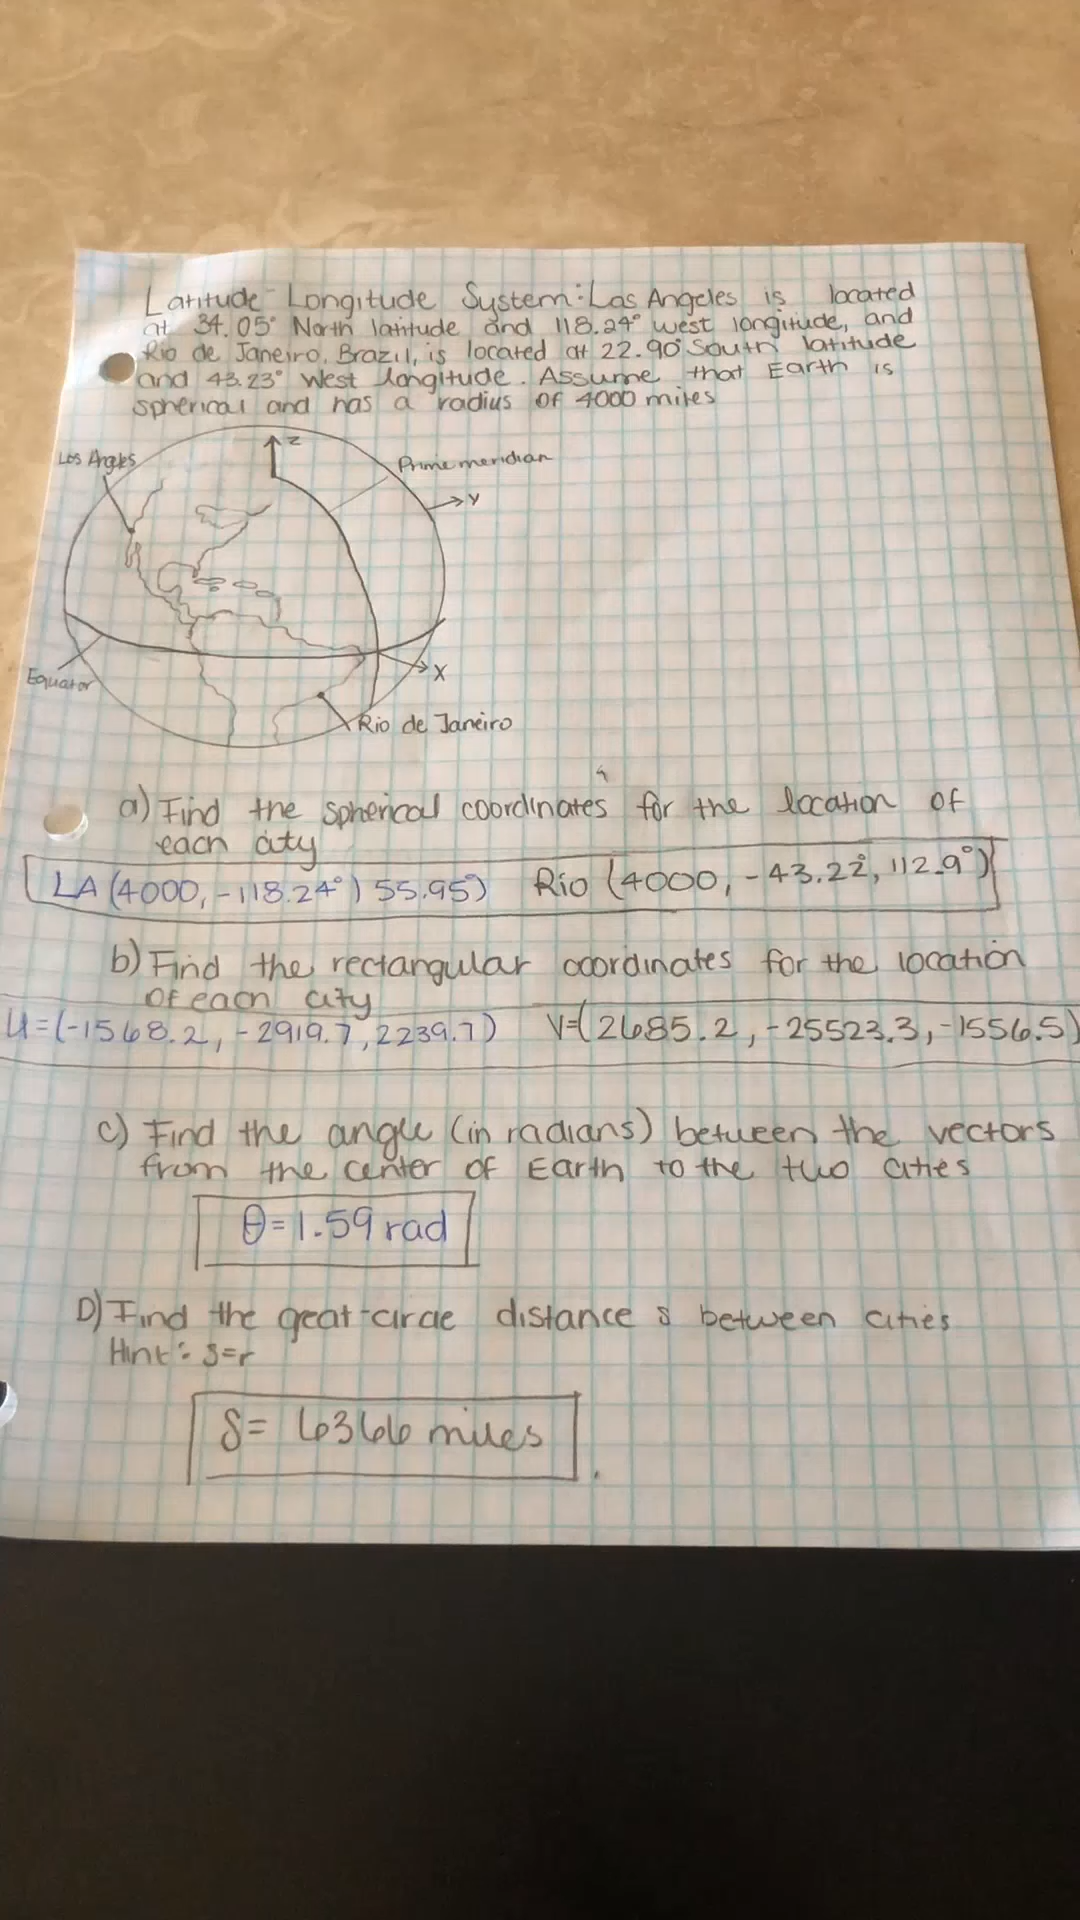 Latitude-Longitude System: Los Angeles is located
at 34.05° North latitude and 118.24° west longitude, and
Rio de Janeiro, Brazil, is located at 22.90° South latitude
and 43.23° West longitude. Assume that Earth is
spherical and has a radius of 4000 miles
z
Los Angles
Prime meridian
Y
Equator
X
Rio de Janeiro
a) Find the spherical coordinates for the location of
each city
LA (4000, -118.24°) 55.95°) Rio (4000, -43.22°, 112.9°)
b) Find the rectangular coordinates for the location
of each city
U=(-1568.2, -2919.7, 2239.7) V=(2685.2, -25523.3, -1556.5)
c) Find the angle (in radians) between the vectors
from the center of Earth to the two cities
θ=1.59 rad
D) Find the great-circle distance s between cities
Hint: s=r
S= 6366 miles